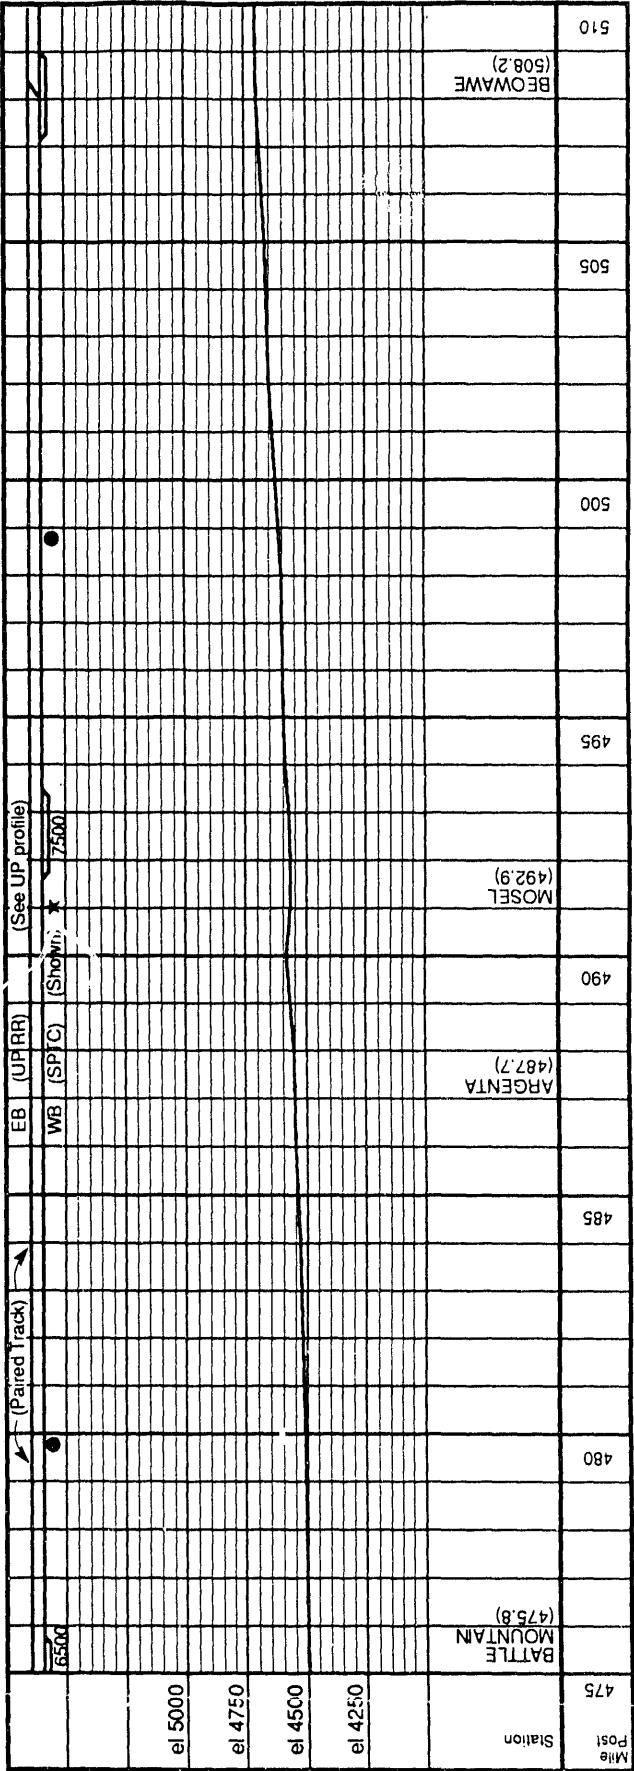 EB (UP RR) (See UP profile)
(Paired Track)
WB (SPTC) (Shown)
6500
7500
el 5000
el 4750
el 4500
el 4250
Station
BATTLE
MOUNTAIN
(475.8)
ARGENTA
(487.7)
MOSEL
(492.9)
BEOWAWE
(508.2)
Mile
Post
475
480
485
490
495
500
505
510